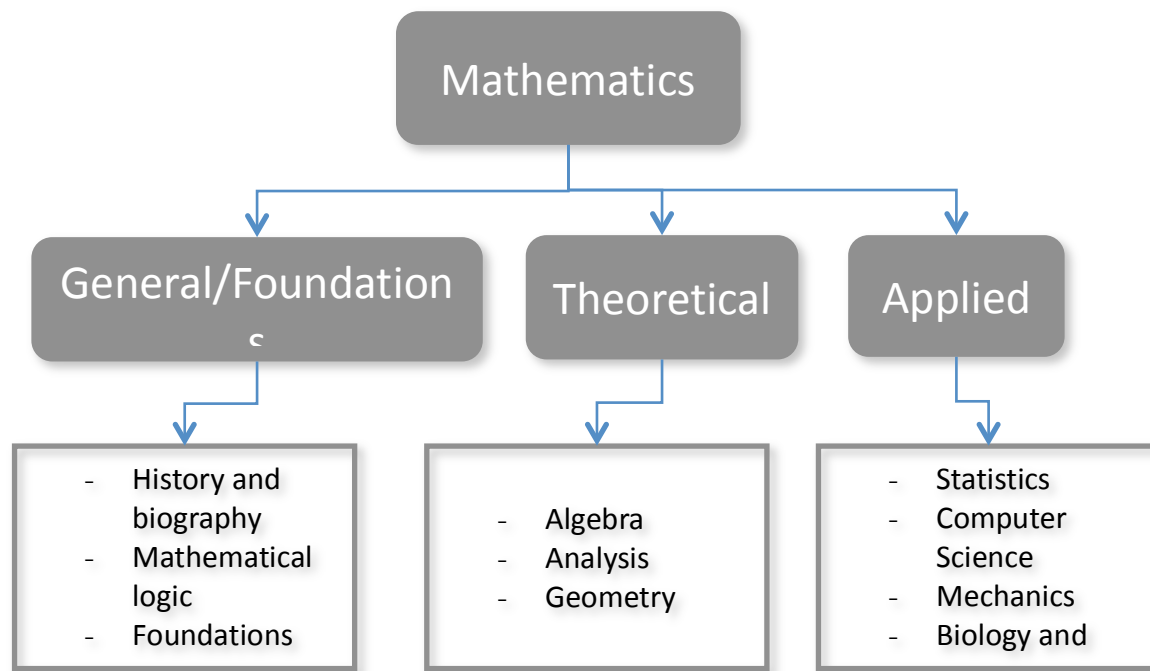 Mathematics
General/Foundation
s
Theoretical
Applied
- History and
biography
- Mathematical
logic
- Foundations
- Algebra
- Analysis
- Geometry
- Statistics
- Computer
Science
- Mechanics
- Biology and